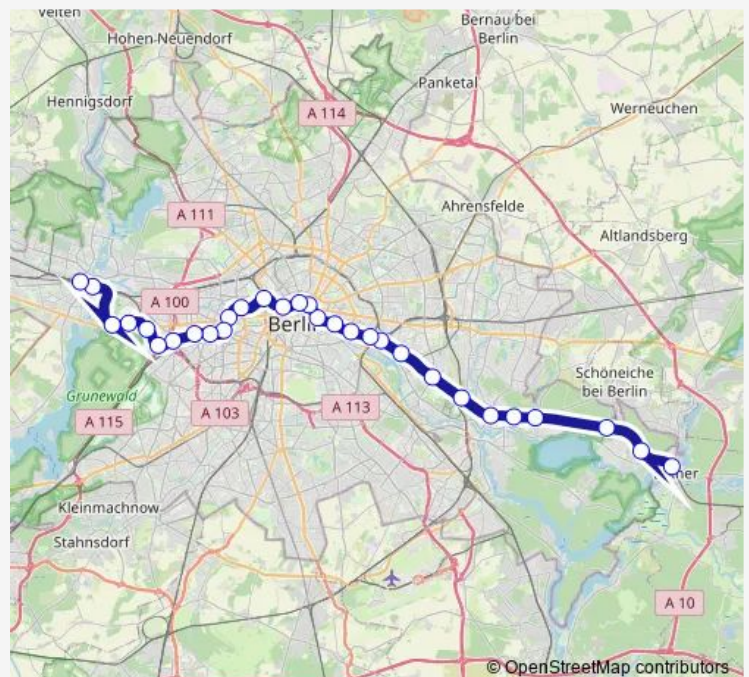 Velten
Bernau bei
Berlin
Hohen Neuendorf
Panketal
Hennigsdorf
A 114
Werneuchen
A 111
Ahrensfelde
Altlandsberg
A 100
Berlin
Schöneiche
bei Berlin
Grunewald
A 115
A 103
A 113
Kleinmachnow
Stahnsdorf
A 10
© OpenStreetMap contributors